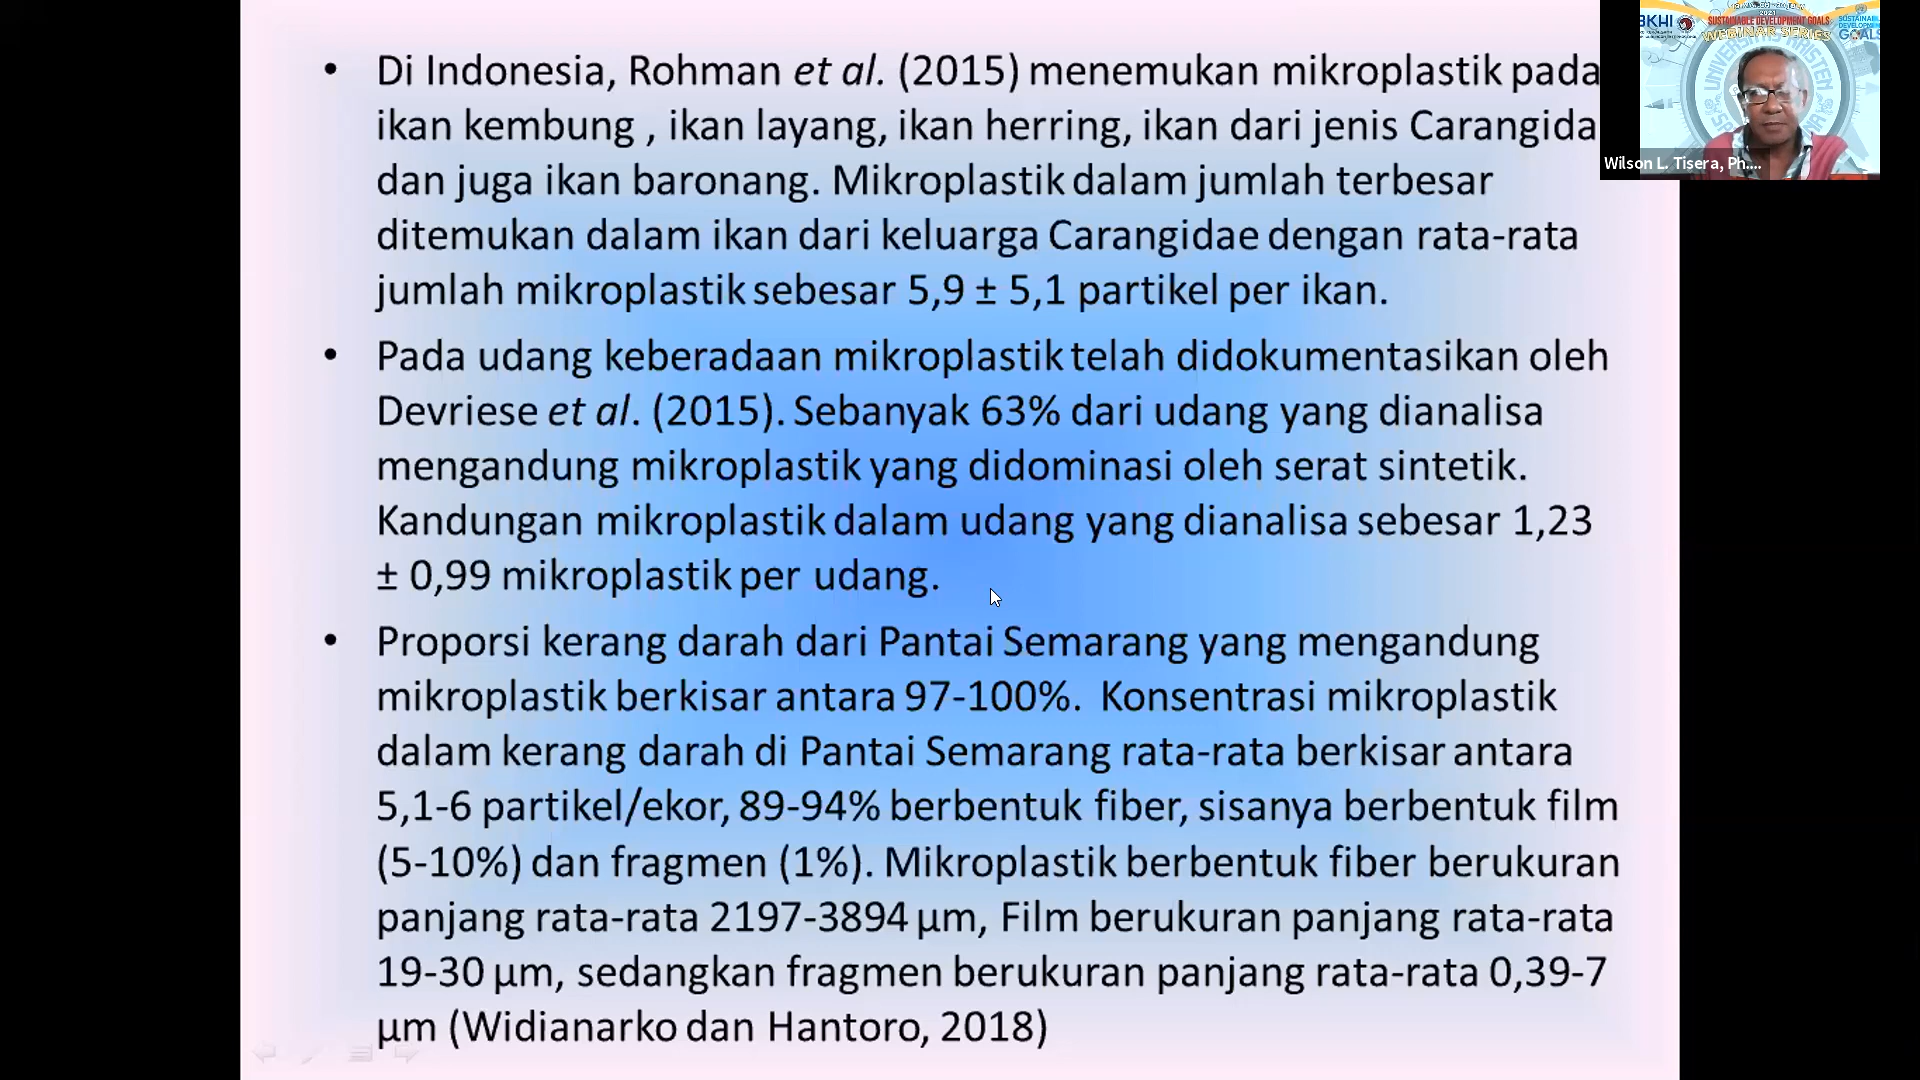 • Di Indonesia, Rohman et al. (2015) menemukan mikroplastik pada
ikan kembung , ikan layang, ikan herring, ikan dari jenis Carangida
dan juga ikan baronang. Mikroplastik dalam jumlah terbesar
ditemukan dalam ikan dari keluarga Carangidae dengan rata-rata
jumlah mikroplastik sebesar 5,9 ± 5,1 partikel per ikan.
• Pada udang keberadaan mikroplastik telah didokumentasikan oleh
Devriese et al. (2015). Sebanyak 63% dari udang yang dianalisa
mengandung mikroplastik yang didominasi oleh serat sintetik.
Kandungan mikroplastik dalam udang yang dianalisa sebesar 1,23
± 0,99 mikroplastik per udang.
• Proporsi kerang darah dari Pantai Semarang yang mengandung
mikroplastik berkisar antara 97-100%. Konsentrasi mikroplastik
dalam kerang darah di Pantai Semarang rata-rata berkisar antara
5,1-6 partikel/ekor, 89-94% berbentuk fiber, sisanya berbentuk film
(5-10%) dan fragmen (1%). Mikroplastik berbentuk fiber berukuran
panjang rata-rata 2197-3894 µm, Film berukuran panjang rata-rata
19-30 µm, sedangkan fragmen berukuran panjang rata-rata 0,39-7
µm (Widianarko dan Hantoro, 2018)
BKHI
2021
SUSTAINABLE DEVELOPMENT GOALS
WEBINAR SERIES
GOALS
UNIVERSITAS KRISTEN
Wilson L. Tisera, Ph....